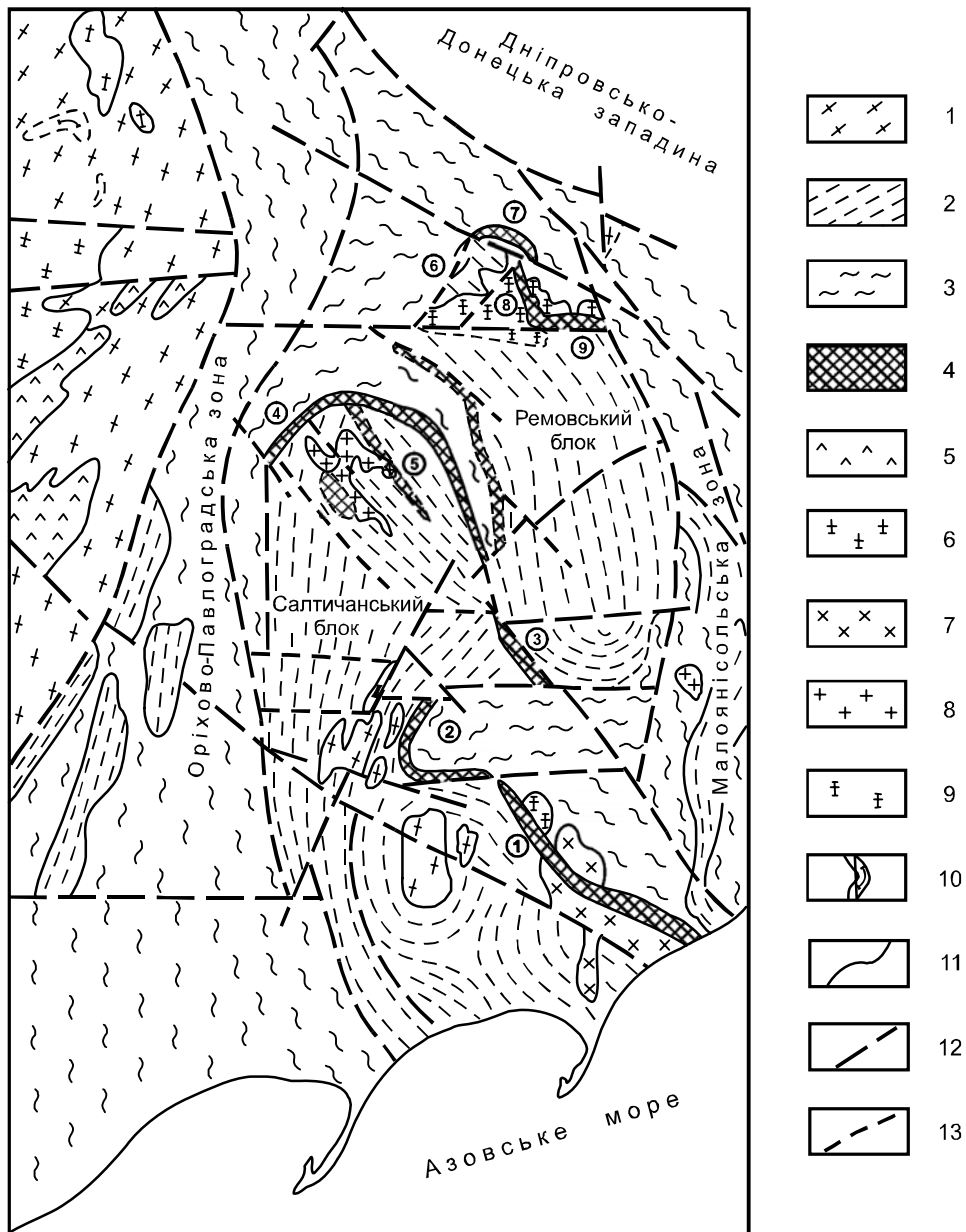 Дніпровсько-
Донецька западина
Оріхово-Павлоградська зона
Ремовський
блок
Салтичанський
блок
Малоянісольська зона
Азовське море
7
6
8
9
4
5
3
2
1
1
2
3
4
5
6
7
8
9
10
11
12
13